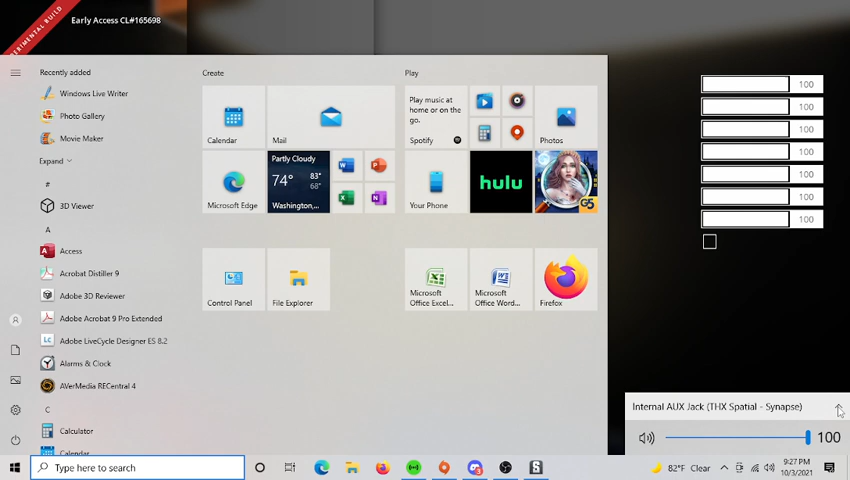 Early Access CL#165698
Recently added
Windows Live Writer
Photo Gallery
Movie Maker
Expand
#
3D Viewer
A
Access
Acrobat Distiller 9
Adobe 3D Reviewer
Adobe Acrobat 9 Pro Extended
Adobe LiveCycle Designer ES 8.2
Alarms & Clock
AVerMedia RECentral 4
C
Calculator
Calendar
Create
Calendar
Mail
Microsoft Edge
Partly Cloudy
74°
83°
68°
Washington,...
Control Panel
File Explorer
Play
Play music at
home or on the
go.
Spotify
Photos
Your Phone
hulu
G5
Microsoft
Office Excel...
Microsoft
Office Word...
Firefox
100
100
100
100
100
100
100
Internal AUX Jack (THX Spatial - Synapse)
100
Type here to search
82°F Clear
9:27 PM
10/3/2021